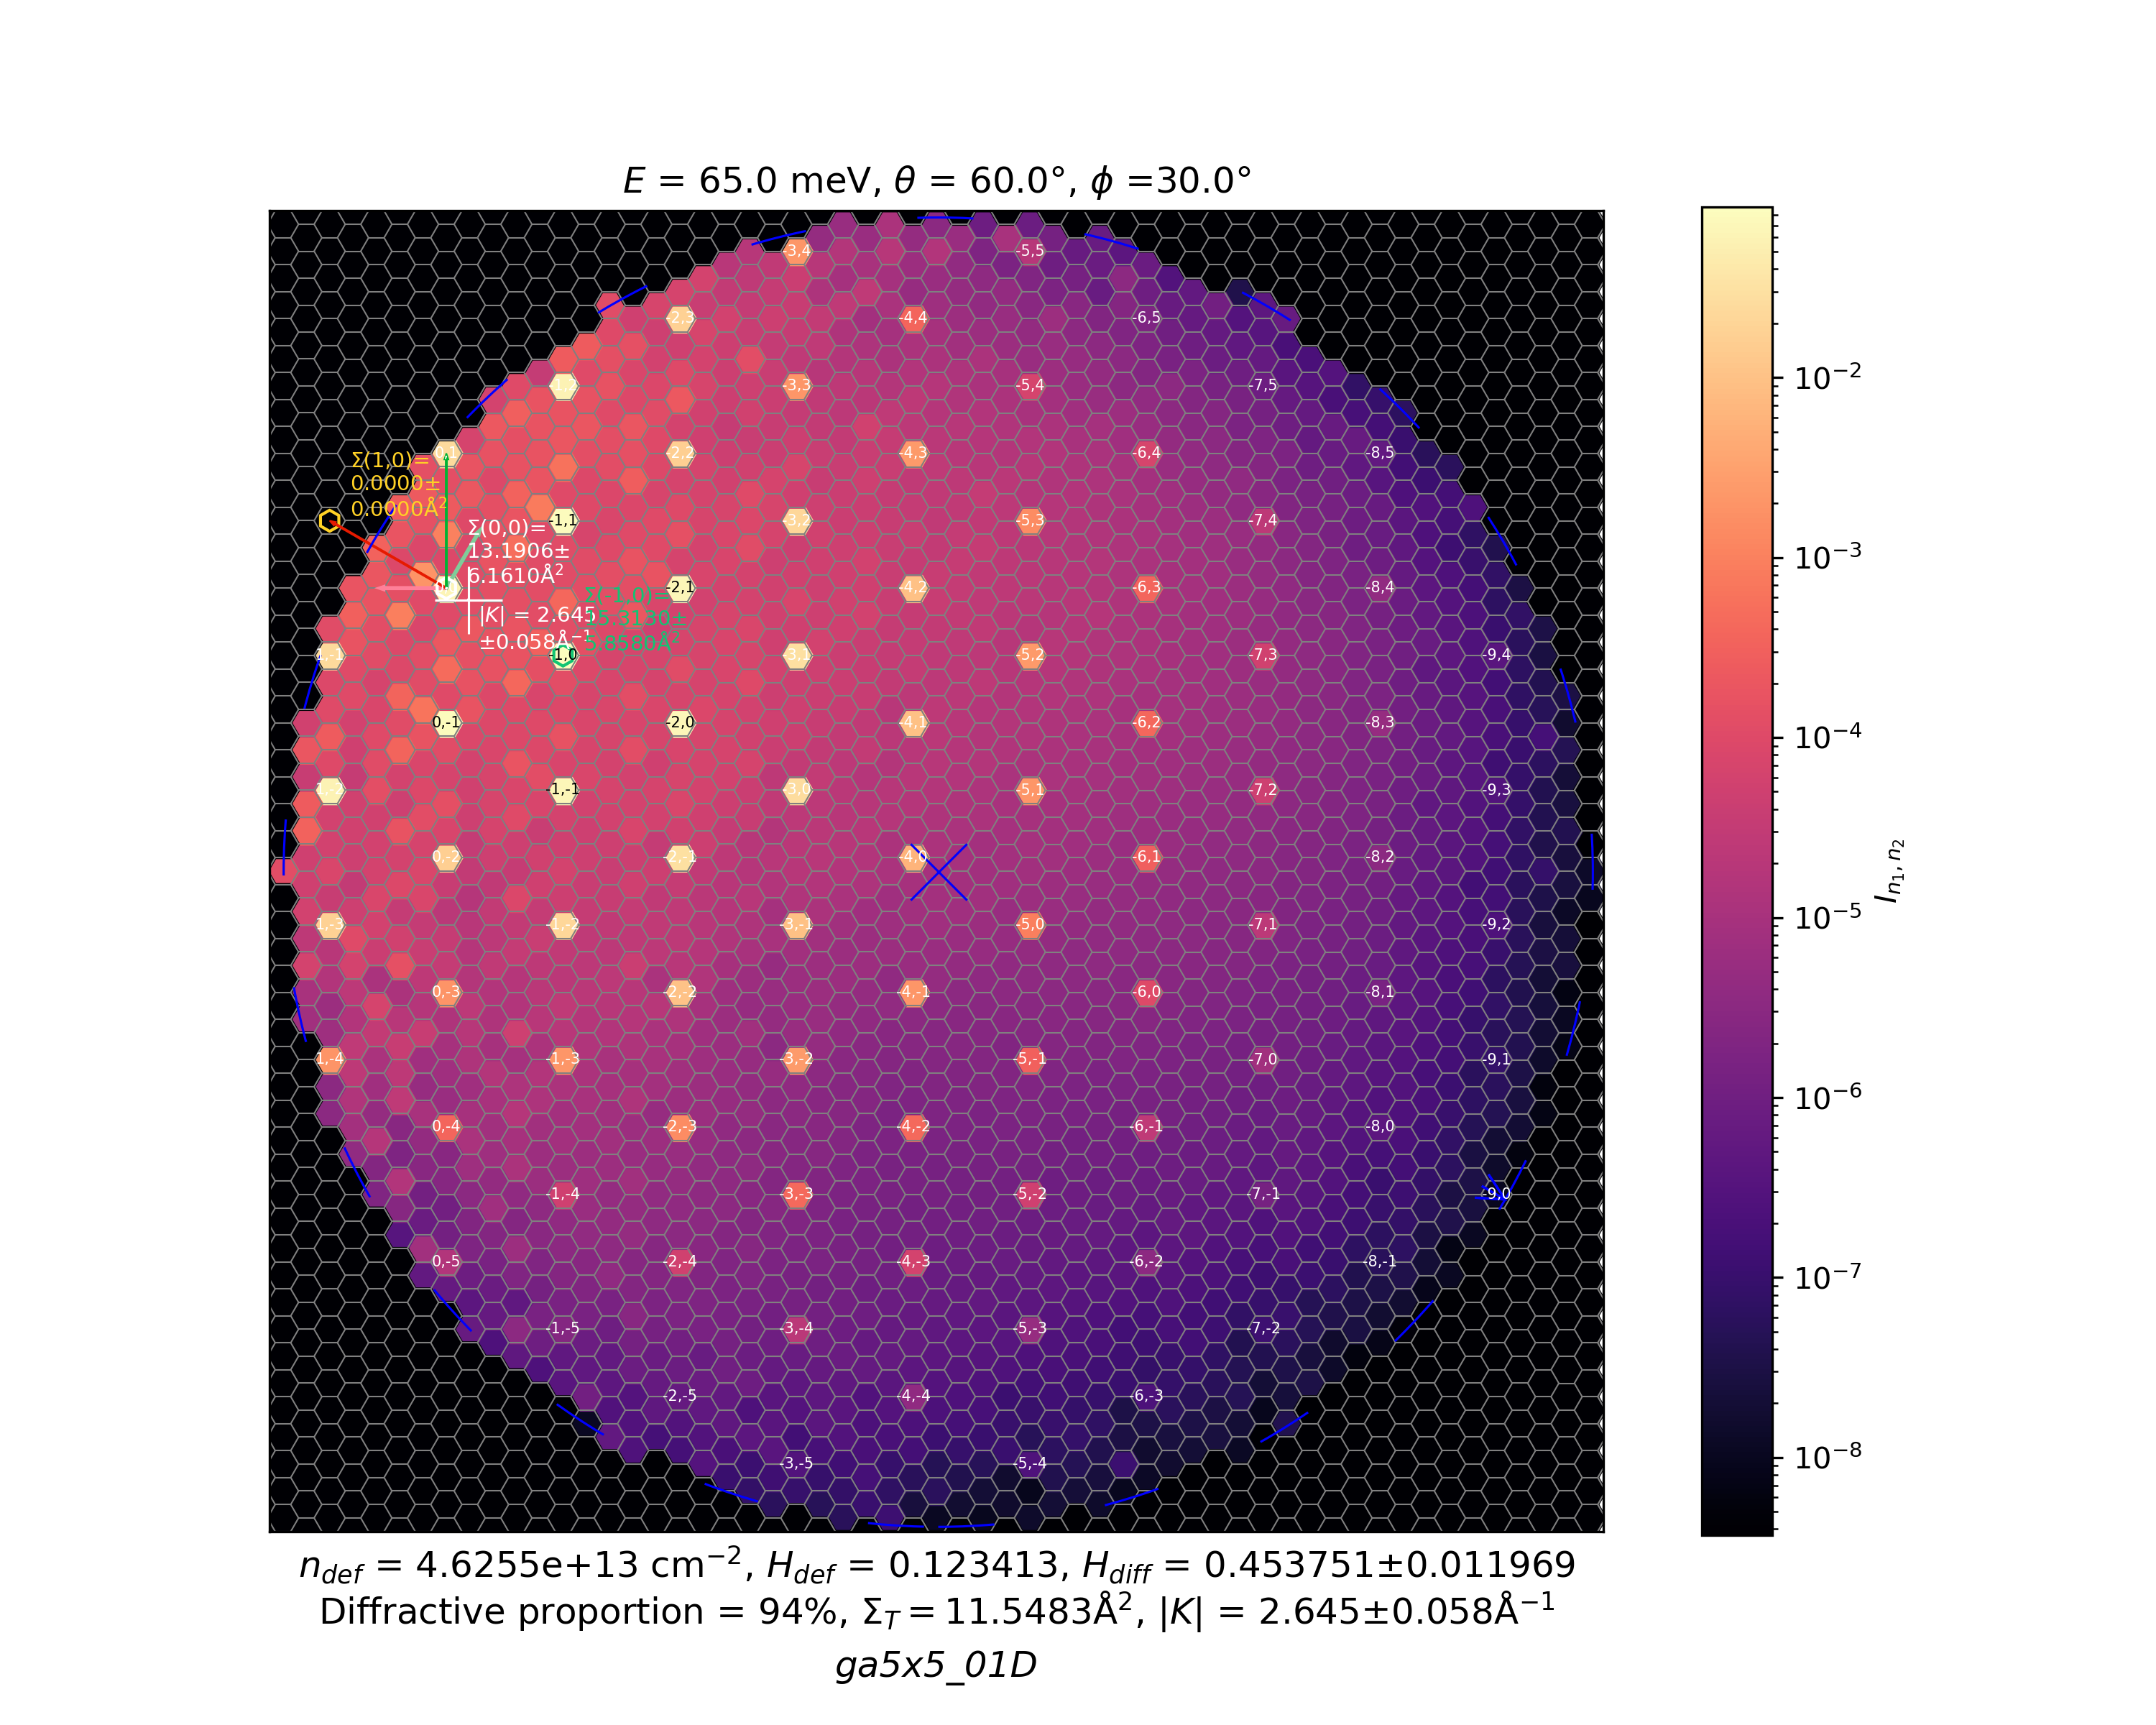 E = 65.0 meV, θ = 60.0°, ϕ =30.0°
-3,4 -5,5
-2,3 -4,4 -6,5
-3,3 -5,4 -7,5
0,1 -2,2 -4,3 -6,4 -8,5
Σ(1,0)=
0.0000±
0.0000Å²
-1,1 -3,2 -5,3 -7,4
Σ(0,0)=
13.1906±
6.1610Å²
-2,1 -4,2 -6,3 -8,4
|K| = 2.645
±0.058Å⁻¹
Σ(-1,0)=
5.8580Å²
-1,0 -3,1 -5,2 -7,3 -9,4
1,-1
0,-1 -2,0 -4,1 -6,2 -8,3
-1,-1 -3,0 -5,1 -7,2 -9,3
0,-2 -2,-1 -4,0 -6,1 -8,2
1,-3 -1,-2 -3,-1 -5,0 -7,1 -9,2
0,-3 -2,-2 -4,-1 -6,0 -8,1
1,-4 -1,-3 -3,-2 -5,-1 -7,0 -9,1
0,-4 -2,-3 -4,-2 -6,-1 -8,0
-1,-4 -3,-3 -5,-2 -7,-1 -9,0
0,-5 -2,-4 -4,-3 -6,-2 -8,-1
-1,-5 -3,-4 -5,-3 -7,-2
-2,-5 -4,-4 -6,-3
-3,-5 -5,-4
10⁻²
10⁻³
10⁻⁴
10⁻⁵
10⁻⁶
10⁻⁷
10⁻⁸
I n₁, n₂
n_def = 4.6255e+13 cm⁻², H_def = 0.123413, H_diff = 0.453751±0.011969
Diffractive proportion = 94%, Σ_T = 11.5483Å², |K| = 2.645±0.058Å⁻¹
ga5x5_01D